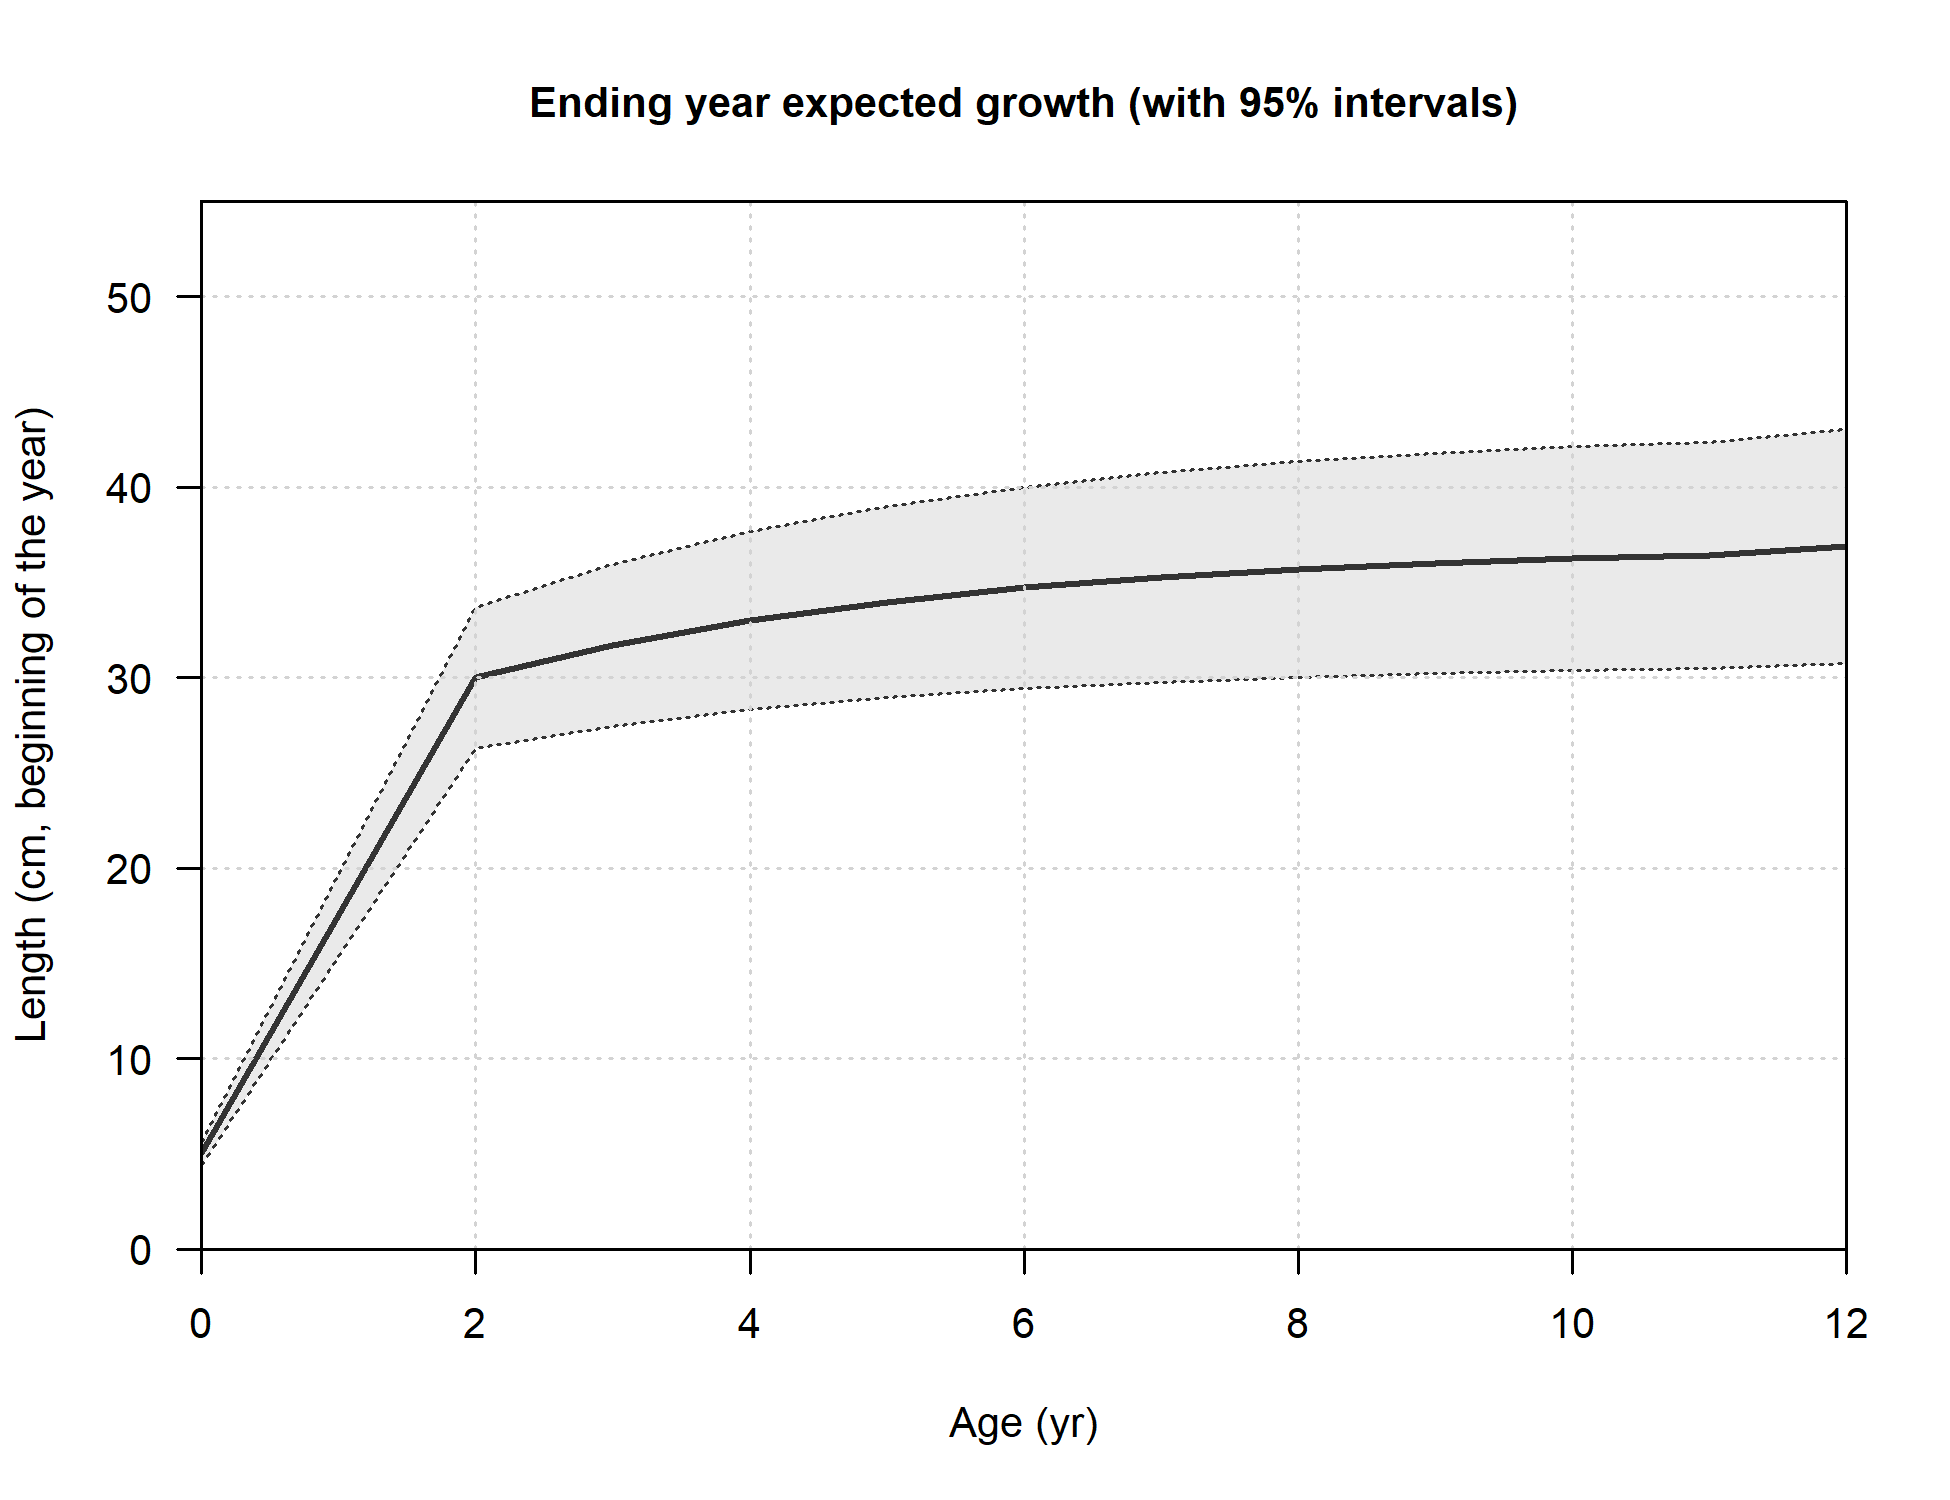 Ending year expected growth (with 95% intervals)
Length (cm, beginning of the year)
50
40
30
20
10
0
0 2 4 6 8 10 12
Age (yr)